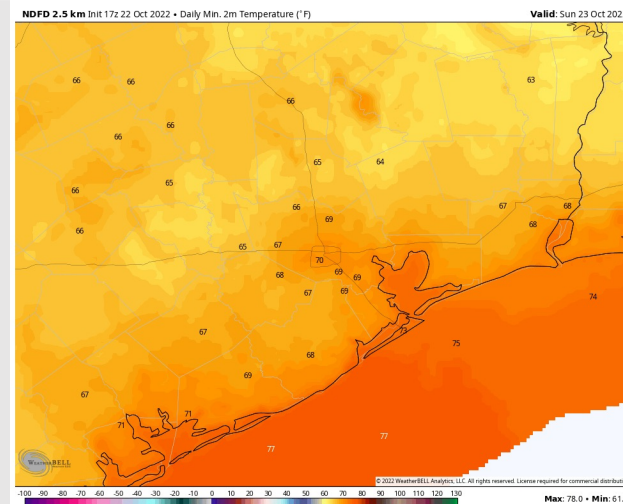 NDFD 2.5 km Init 17z 22 Oct 2022 • Daily Min. 2m Temperature (°F)
Valid: Sun 23 Oct 202
66 66 63
66
66 66
65 64
66 65
66 67 68
69 68
66
65 67
70
68 69 69
67 69
74
73
67 75
68
69
67
71 71
77
77
WeatherBELL
© 2022 WeatherBELL Analytics, LLC. All rights reserved. License required for commercial distributi
-100 -90 -80 -70 -60 -50 -40 -30 -20 -10 0 10 20 30 40 50 60 70 80 90 100 110
Max: 78.0 • Min: 61.